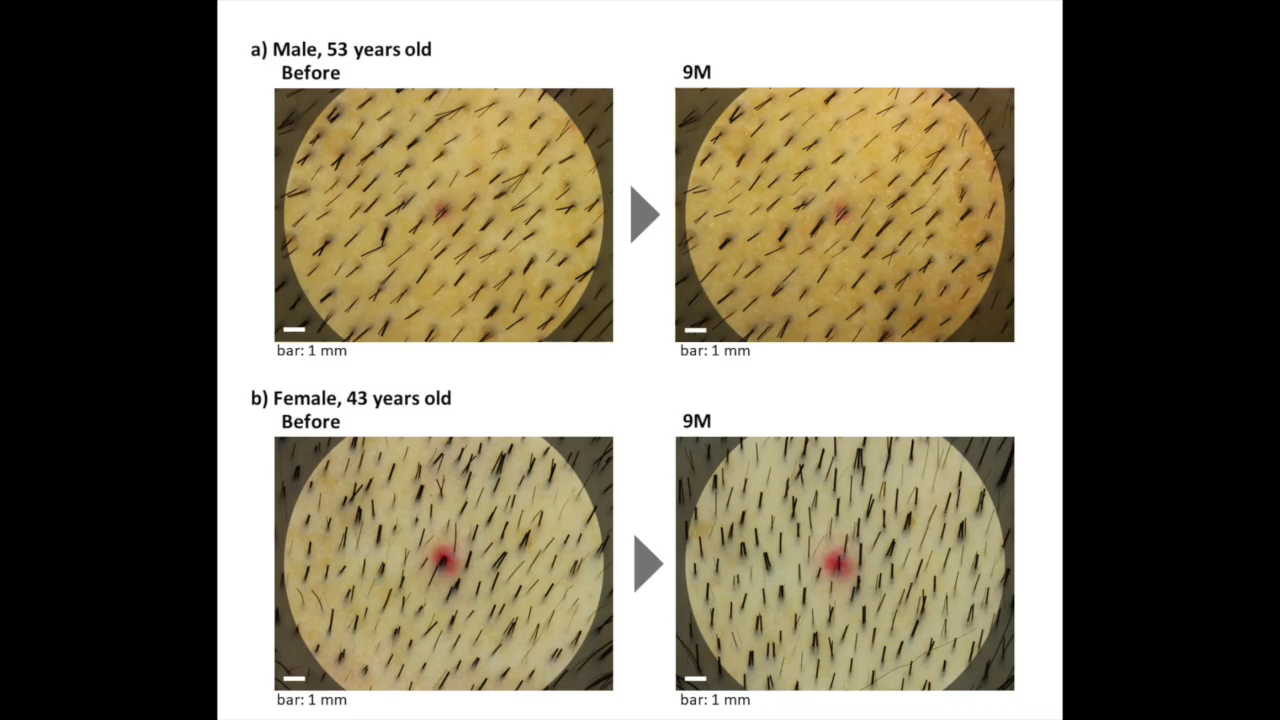 a) Male, 53 years old
Before
9M
bar: 1 mm
bar: 1 mm
b) Female, 43 years old
Before
9M
bar: 1 mm
bar: 1 mm